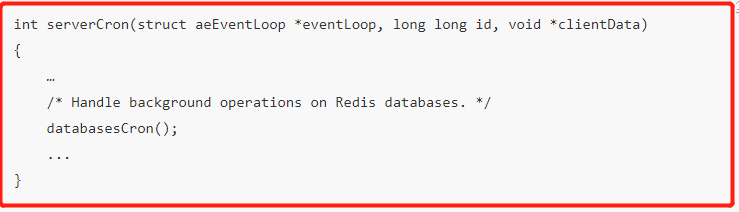 int serverCron(struct aeEventLoop *eventLoop, long long id, void *clientData)
{
…
/* Handle background operations on Redis databases. */
databasesCron();
...
}